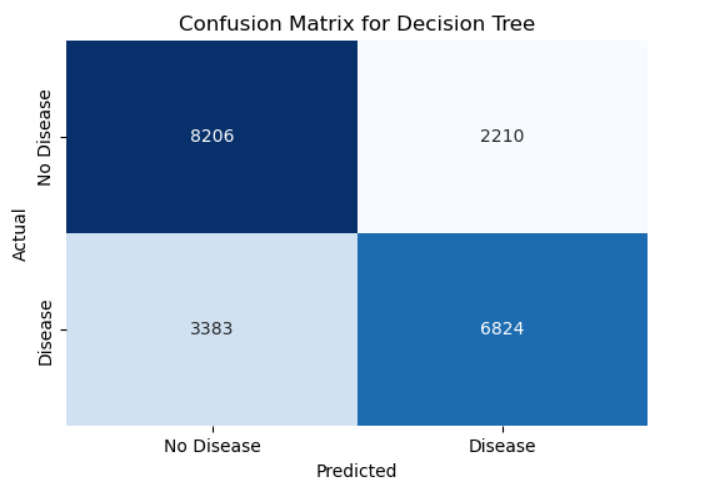 Confusion Matrix for Decision Tree
Actual
No Disease
8206
2210
Disease
3383
6824
No Disease
Disease
Predicted